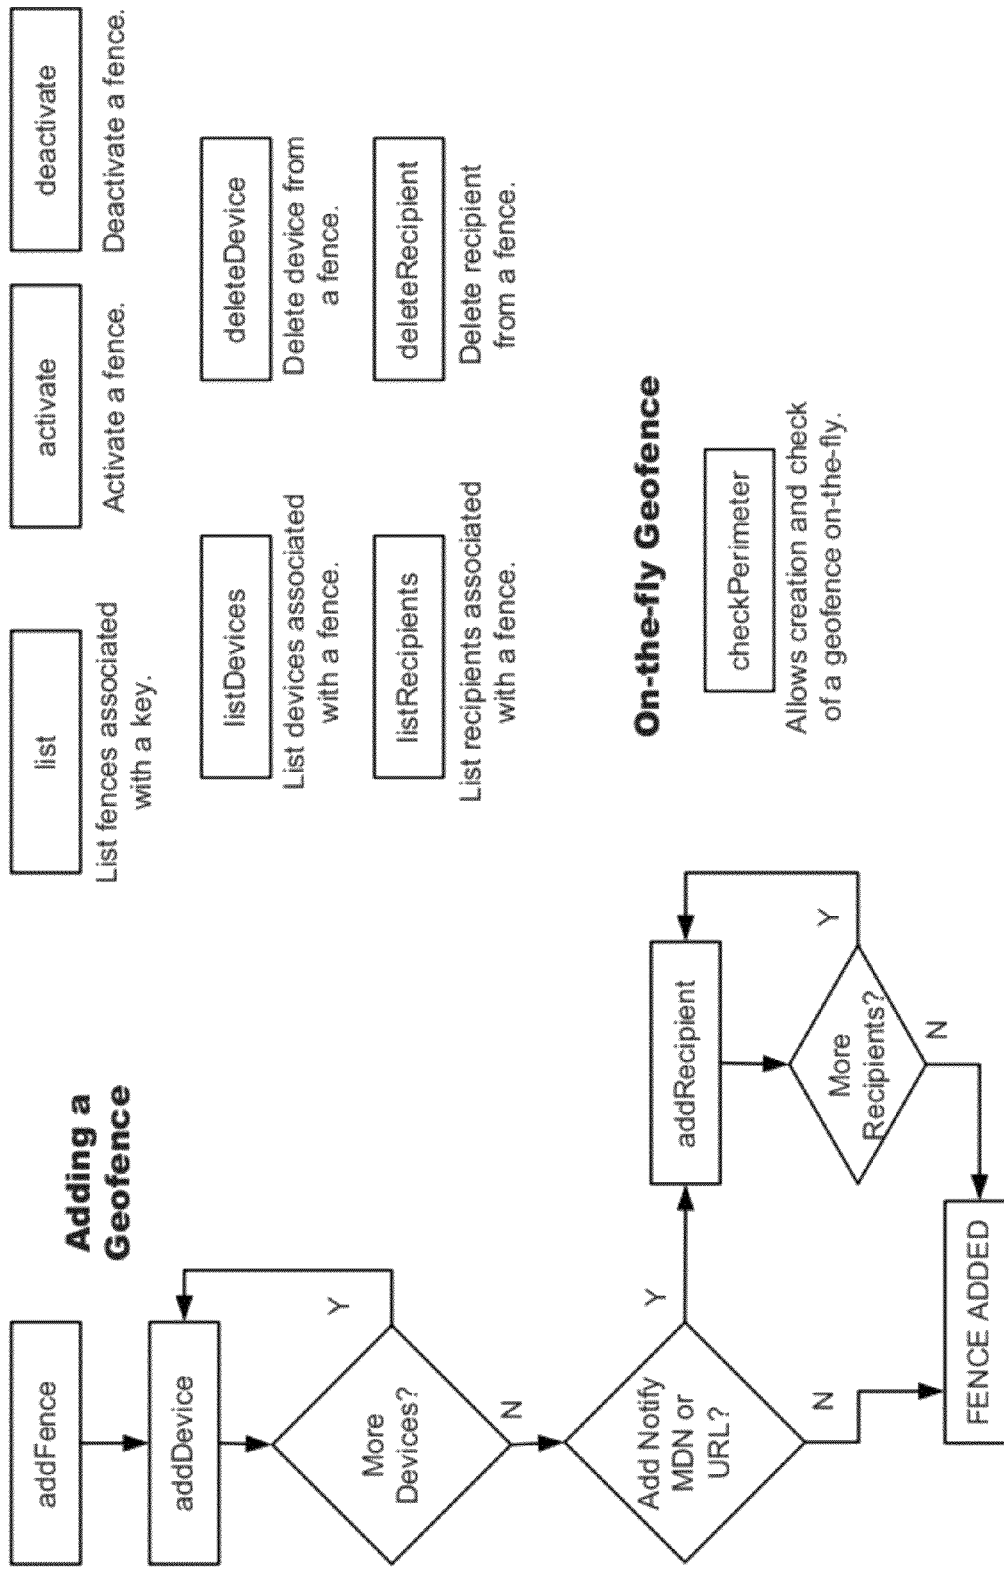 addFence
Adding a
Geofence
addDevice
More
Devices?
Y
N
Add Notify
MDN or
URL?
Y
N
addRecipient
More
Recipients?
Y
N
FENCE ADDED
list
List fences associated
with a key.
activate
Activate a fence.
deactivate
Deactivate a fence.
listDevices
List devices associated
with a fence.
deleteDevice
Delete device from
a fence.
listRecipients
List recipients associated
with a fence.
deleteRecipient
Delete recipient
from a fence.
On-the-fly Geofence
checkPerimeter
Allows creation and check
of a geofence on-the-fly.